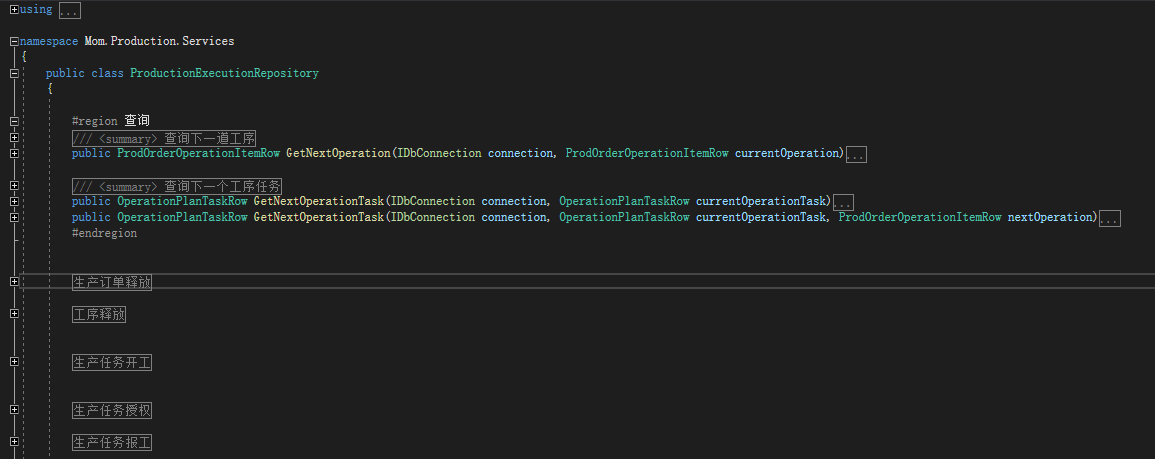 using ...
namespace Mom.Production.Services
{
public class ProductionExecutionRepository
{
#region 查询
/// <summary> 查询下一道工序
public ProdOrderOperationItemRow GetNextOperation(IDbConnection connection, ProdOrderOperationItemRow currentOperation)...
/// <summary> 查询下一个工序任务
public OperationPlanTaskRow GetNextOperationTask(IDbConnection connection, OperationPlanTaskRow currentOperationTask)...
public OperationPlanTaskRow GetNextOperationTask(IDbConnection connection, OperationPlanTaskRow currentOperationTask, ProdOrderOperationItemRow nextOperation)...
#endregion
生产订单释放
工序释放
生产任务开工
生产任务授权
生产任务报工